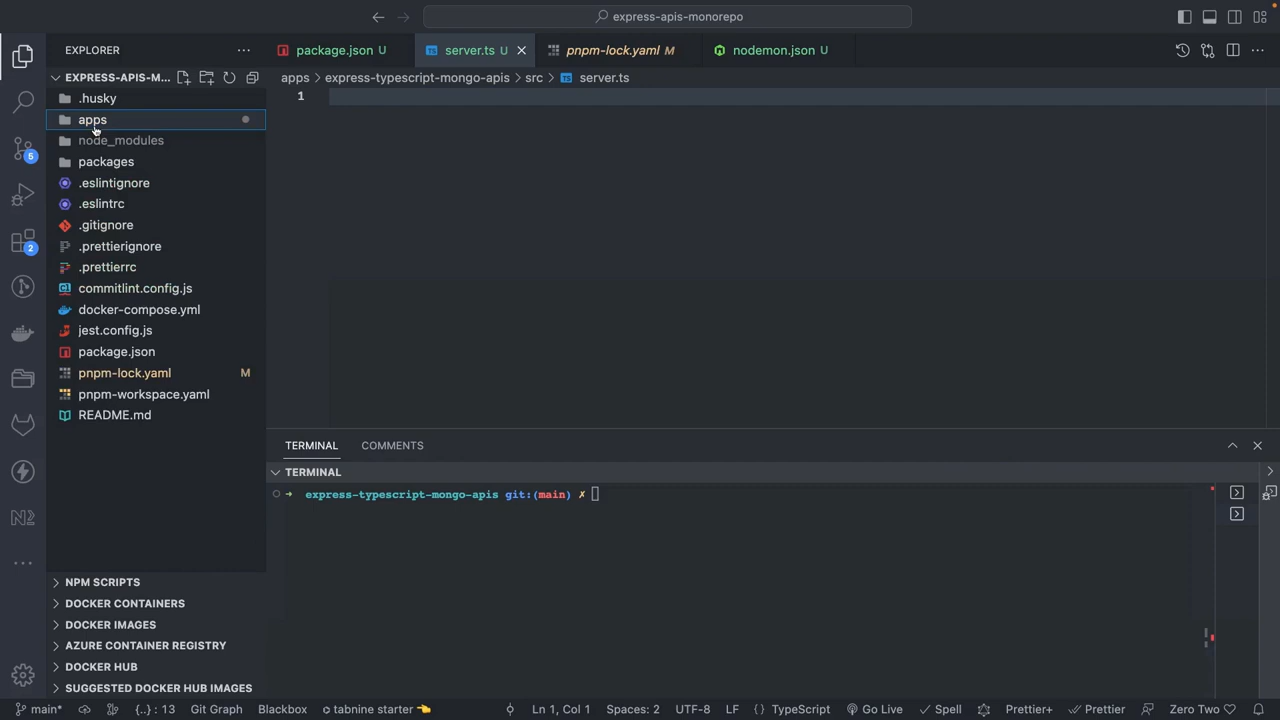 express-apis-monorepo
EXPLORER
package.json U
server.ts U
pnpm-lock.yaml M
nodemon.json U
EXPRESS-APIS-M...
apps > express-typescript-mongo-apis > src > server.ts
1
.husky
apps
node_modules
packages
.eslintignore
.eslintrc
.gitignore
.prettierignore
.prettierrc
commitlint.config.js
docker-compose.yml
jest.config.js
package.json
pnpm-lock.yaml M
pnpm-workspace.yaml
README.md
5
2
TERMINAL COMMENTS
TERMINAL
express-typescript-mongo-apis git:(main) ✗
NPM SCRIPTS
DOCKER CONTAINERS
DOCKER IMAGES
AZURE CONTAINER REGISTRY
DOCKER HUB
SUGGESTED DOCKER HUB IMAGES
main* {..} : 13 Git Graph Blackbox tabnine starter 👈 Ln 1, Col 1 Spaces: 2 UTF-8 LF {} TypeScript Go Live Spell Prettier+ Prettier Zero Two